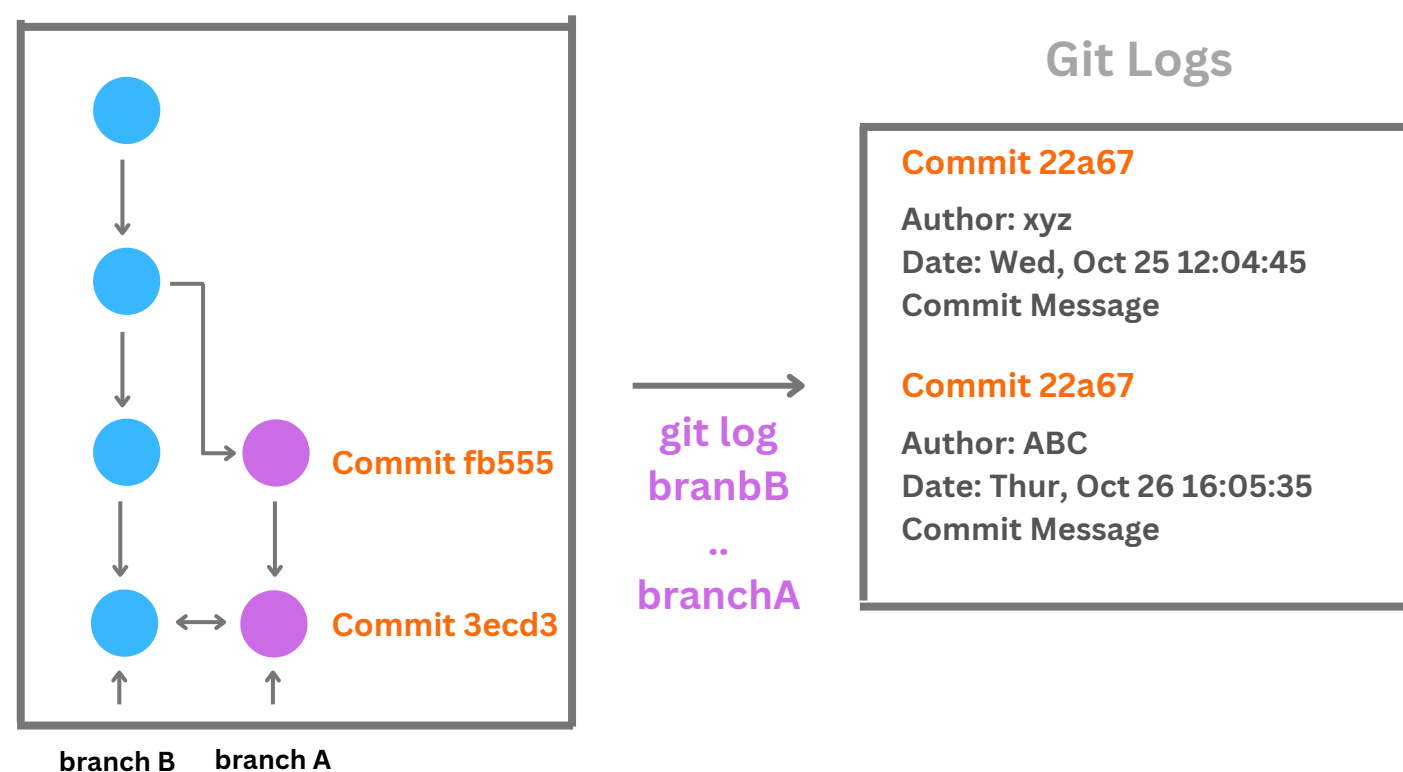 Commit fb555
Commit 3ecd3
branch B
branch A
git log
branbB
..
branchA
Git Logs
Commit 22a67
Author: xyz
Date: Wed, Oct 25 12:04:45
Commit Message
Commit 22a67
Author: ABC
Date: Thur, Oct 26 16:05:35
Commit Message